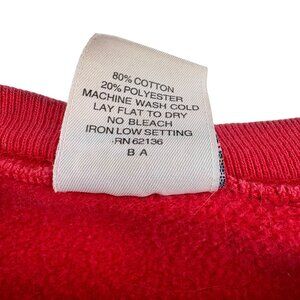 80% COTTON
20% POLYESTER
MACHINE WASH COLD
LAY FLAT TO DRY
NO BLEACH
IRON LOW SETTING
RN 62136
B A